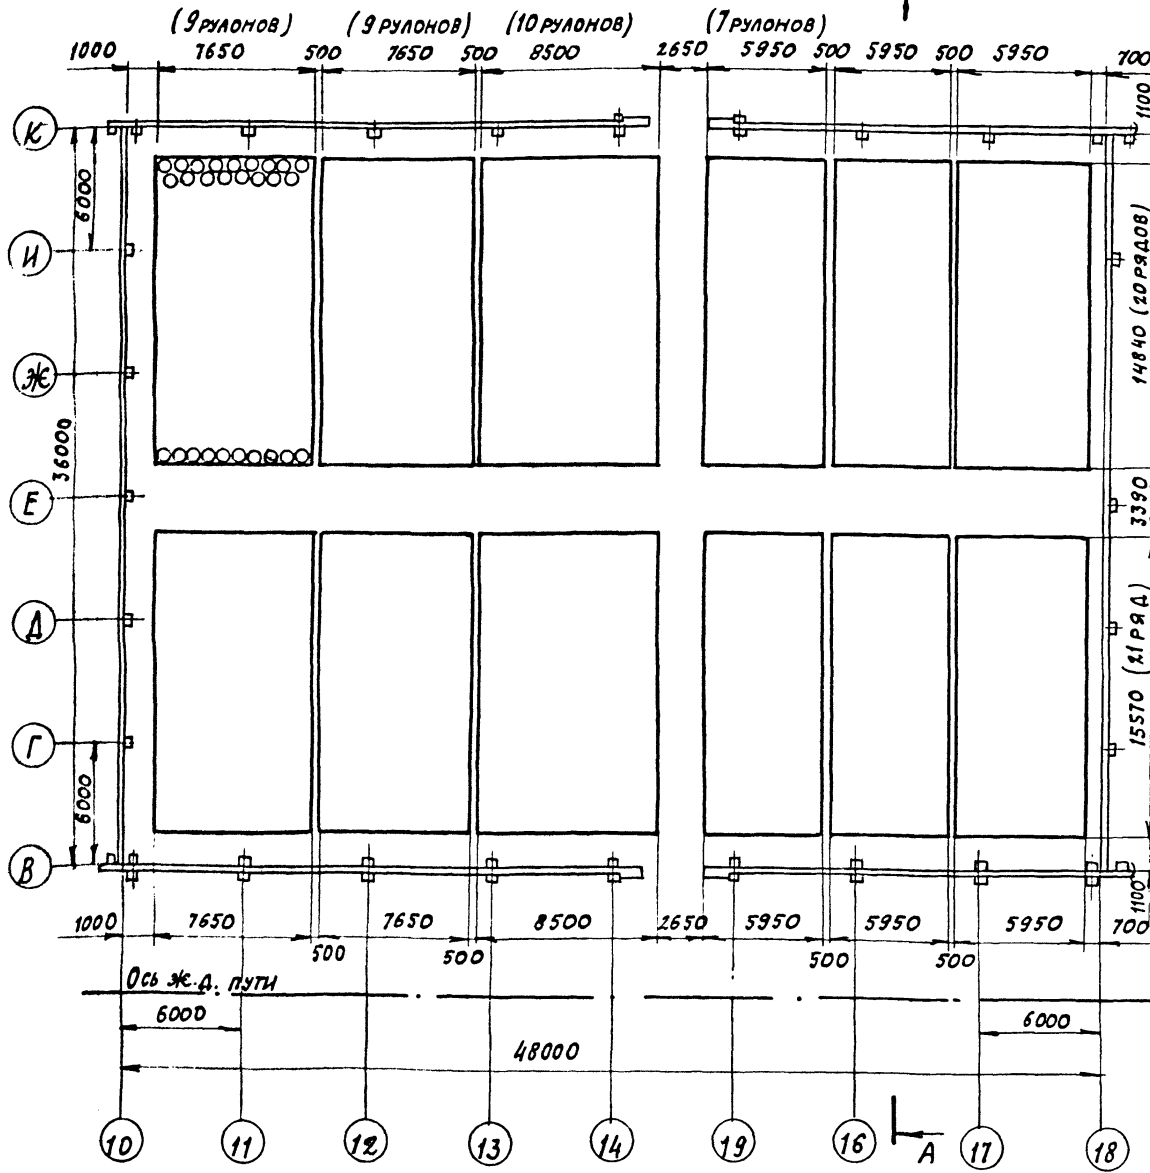 (9 РУЛОНОВ) (9 РУЛОНОВ) (10 РУЛОНОВ) (7 РУЛОНОВ)
1000 7650 500 7650 500 8500 2650 5950 500 5950 500 5950 700
1100
К
6000
И
14840 (20 РЯДОВ)
Ж
36000
Е
3390
Д
15570 (21 РЯД)
Г
6000
В
1100
1000 7650 7650 8500 2650 5950 5950 5950 700
500 500 500 500
Ось Ж.Д. ПУТИ
6000 6000
48000
10 11 12 13 14 19 16 17 18
А